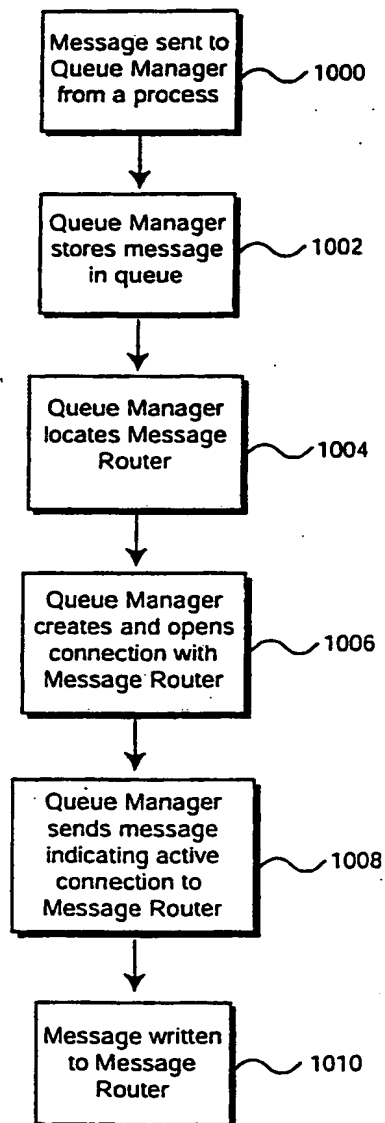 Message sent to
Queue Manager
from a process
1000
Queue Manager
stores message
in queue
1002
Queue Manager
locates Message
Router
1004
Queue Manager
creates and opens
connection with
Message Router
1006
Queue Manager
sends message
indicating active
connection to
Message Router
1008
Message written
to Message
Router
1010